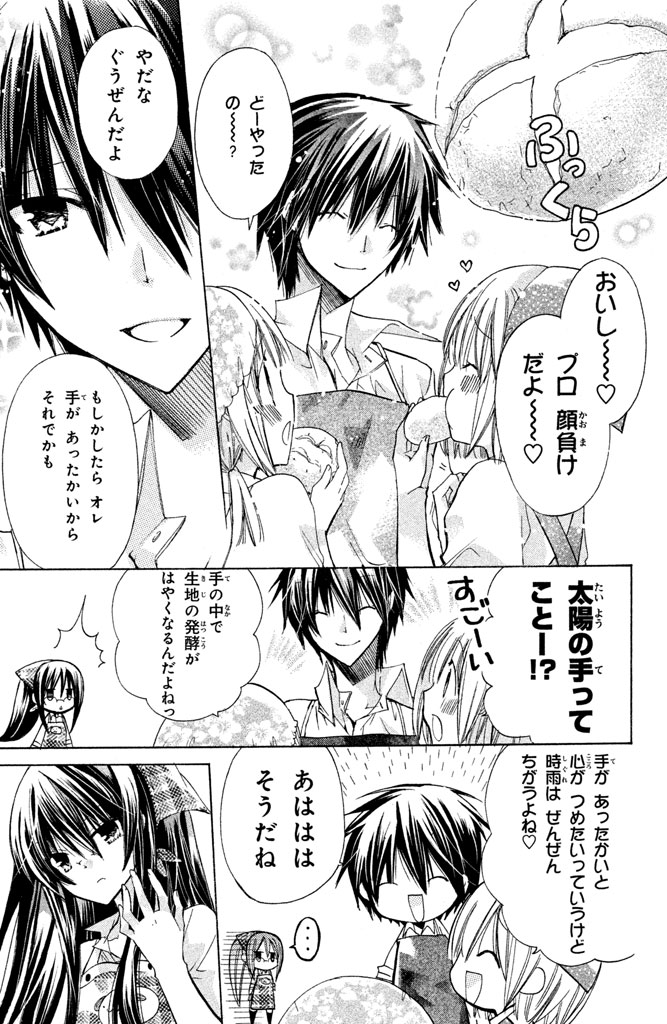 ふっくら
おいし～～♡
プロ 顔負け
だよ～～♡
どーやった
の～～?
やだな
ぐうぜんだよ
もしかしたら オレ
手が あったかいから
それでかも
太陽の手って
ことー!?
すごーい
手の中で
生地の発酵が
はやくなるんだよねっ
手が あったかいと
心が つめたいっていうけど
時雨は ぜんぜん
ちがうよね♡
あははは
そうだね
…